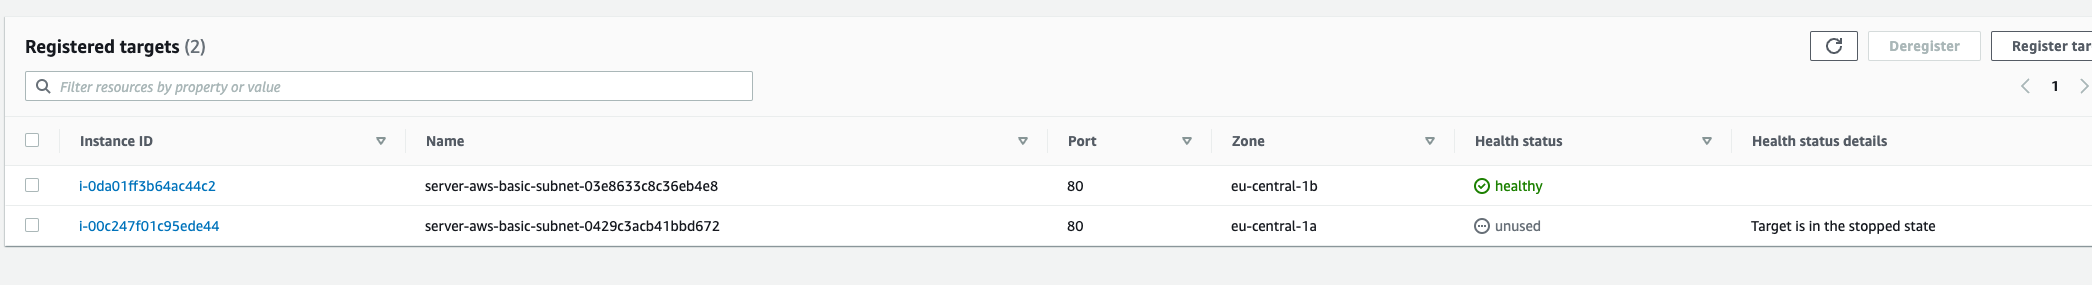 Registered targets (2)
Deregister
Register tar
Filter resources by property or value
1
Instance ID Name Port Zone Health status Health status details
i-0da01ff3b64ac44c2 server-aws-basic-subnet-03e8633c8c36eb4e8 80 eu-central-1b healthy
i-00c247f01c95ede44 server-aws-basic-subnet-0429c3acb41bbd672 80 eu-central-1a unused Target is in the stopped state